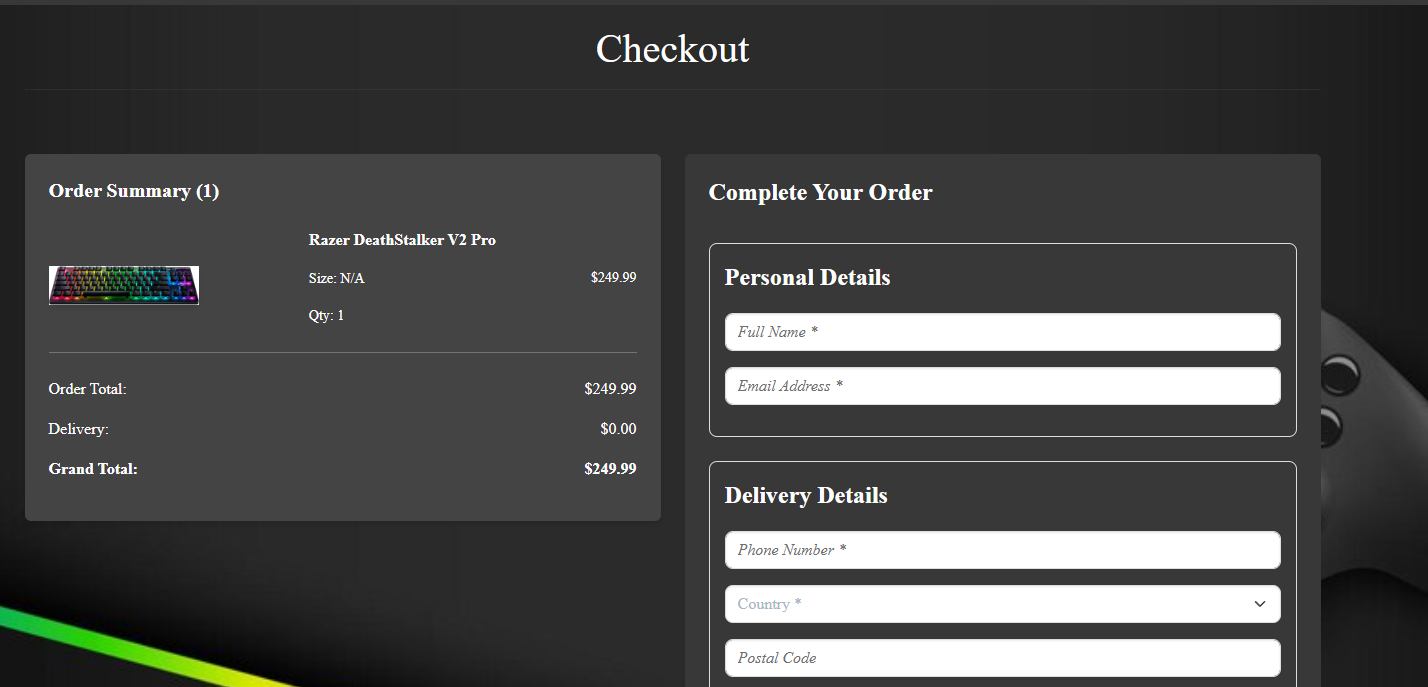 Checkout
Order Summary (1)
Razer DeathStalker V2 Pro
Size: N/A
$249.99
Qty: 1
Order Total:
$249.99
Delivery:
$0.00
Grand Total:
$249.99
Complete Your Order
Personal Details
Full Name *
Email Address *
Delivery Details
Phone Number *
Country *
Postal Code